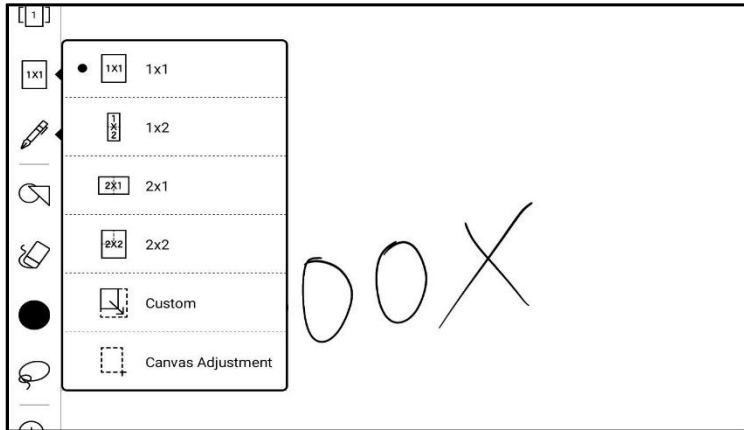 [1]
1X1
1X1 1x1
1X2 1x2
2X1 2x1
2X2 2x2
Custom
Canvas Adjustment
OOX